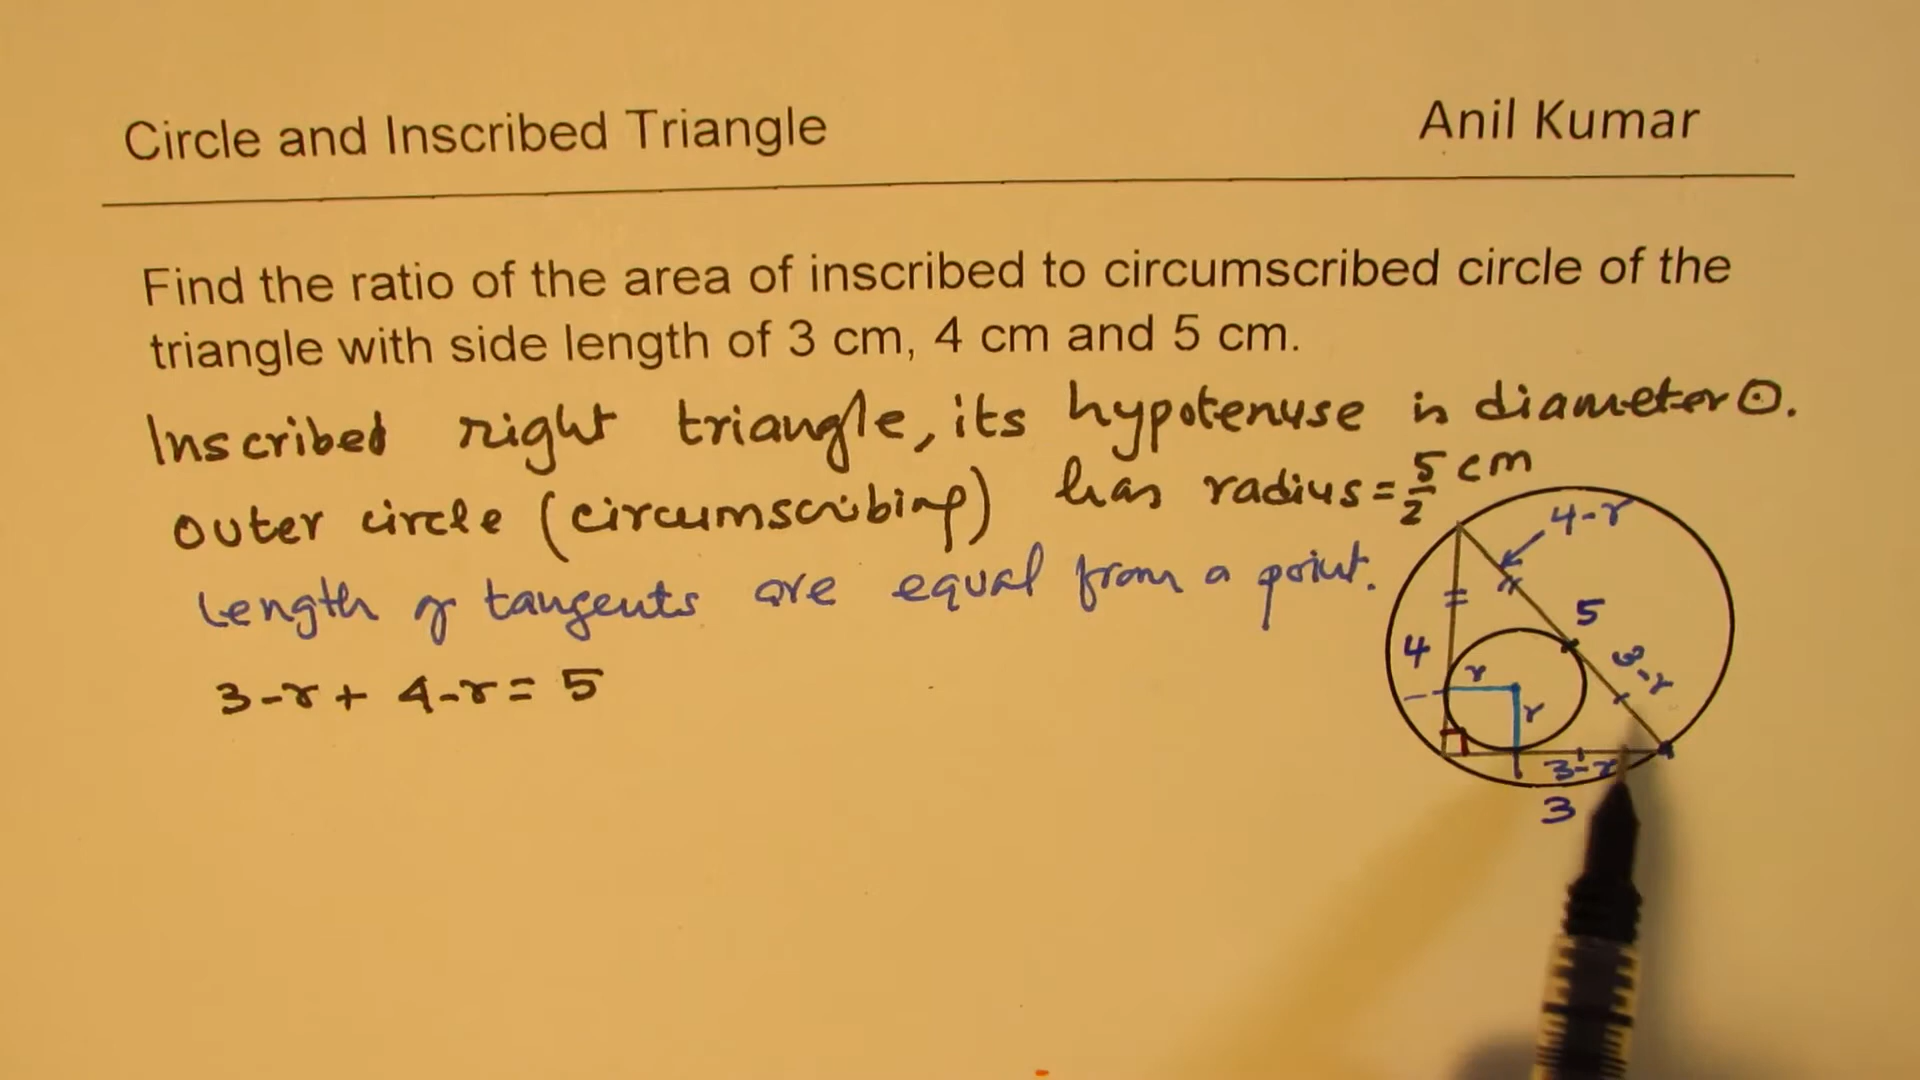 Circle and Inscribed Triangle
Anil Kumar
Find the ratio of the area of inscribed to circumscribed circle of the
triangle with side length of 3 cm, 4 cm and 5 cm.
Inscribed right triangle, its hypotenuse is diameter ⊙.
outer circle (circumscribing) has radius = 5/2 cm
Length of tangents are equal from a point.
3-r + 4-r = 5
4-r
5
4
3-r
r
r
3-r
3